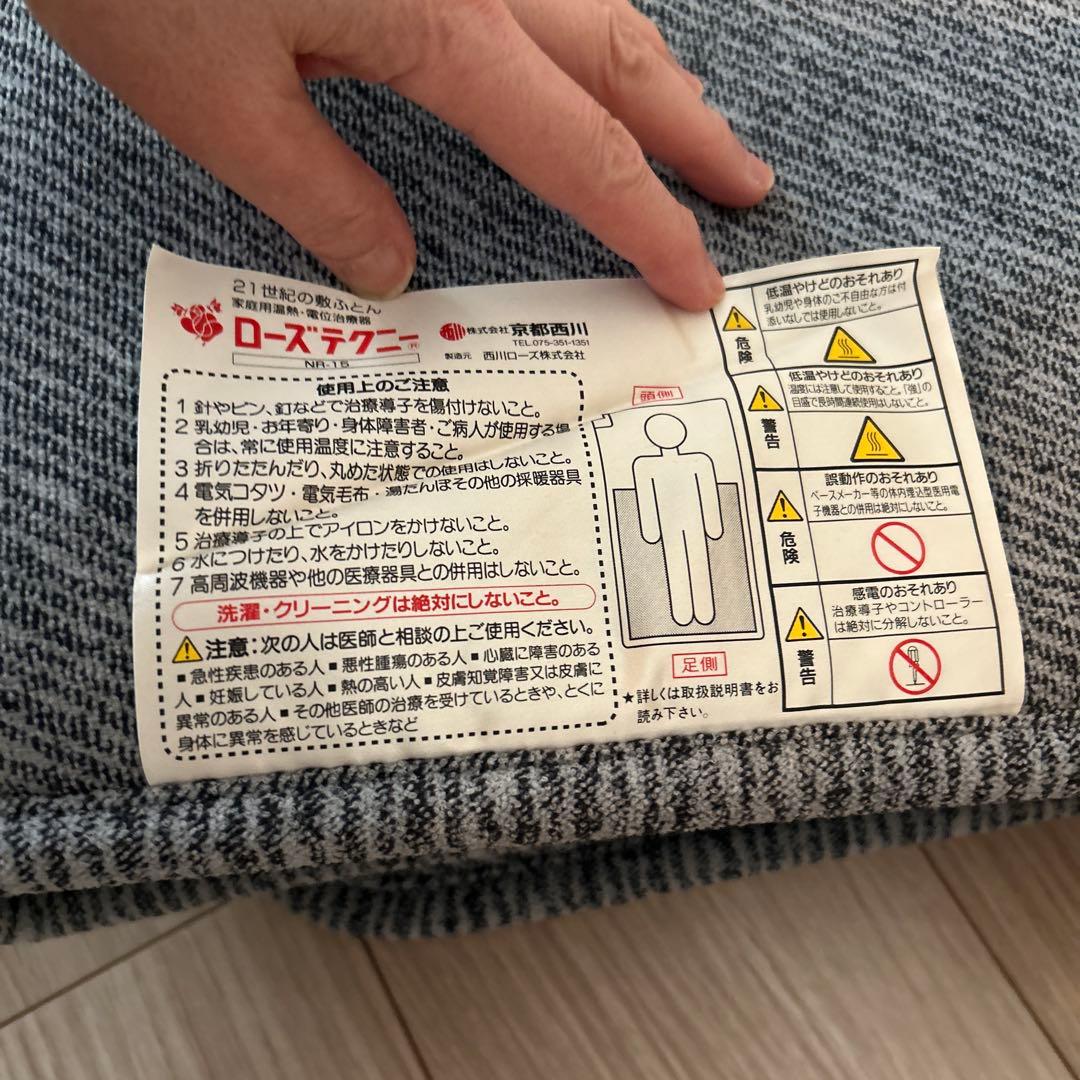 21世紀の敷ふとん
家庭用温熱・電位治療器
ローズテクニー®
NR-15
株式会社 京都西川
TEL.075-351-1351
製造元 西川ローズ株式会社
使用上のご注意
1 針やピン、釘などで治療導子を傷付けないこと。
2 乳幼児・お年寄り・身体障害者・ご病人が使用する場
合は、常に使用温度に注意すること。
3 折りたたんだり、丸めた状態での使用はしないこと。
4 電気コタツ・電気毛布・湯たんぽその他の採暖器具
を併用しないこと。
5 治療導子の上でアイロンをかけないこと。
6 水につけたり、水をかけたりしないこと。
7 高周波機器や他の医療器具との併用はしないこと。
洗濯・クリーニングは絶対にしないこと。
注意:次の人は医師と相談の上ご使用ください。
■急性疾患のある人■悪性腫瘍のある人■心臓に障害のある
人■妊娠している人■熱の高い人■皮膚知覚障害又は皮膚に
異常のある人■その他医師の治療を受けているときや、とくに
身体に異常を感じているときなど
頭側
足側
★詳しくは取扱説明書をお
読み下さい。
危険
低温やけどのおそれあり
乳幼児や身体のご不自由な方は付
添いなしでは使用しないこと。
警告
低温やけどのおそれあり
温度には注意して使用すること。「強」の
目盛で長時間連続使用はしないこと。
危険
誤動作のおそれあり
ペースメーカー等の体内埋込型医用電
子機器との併用は絶対にしないこと。
警告
感電のおそれあり
治療導子やコントローラー
は絶対に分解しないこと。